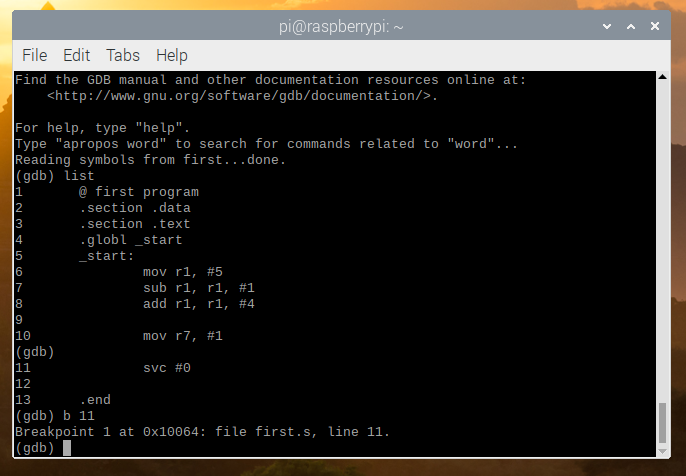 pi@raspberrypi: ~
File Edit Tabs Help
Find the GDB manual and other documentation resources online at:
    <http://www.gnu.org/software/gdb/documentation/>.

For help, type "help".
Type "apropos word" to search for commands related to "word"...
Reading symbols from first...done.
(gdb) list
1       @ first program
2       .section .data
3       .section .text
4       .globl _start
5       _start:
6               mov r1, #5
7               sub r1, r1, #1
8               add r1, r1, #4
9
10              mov r7, #1
(gdb)
11              svc #0
12
13      .end
(gdb) b 11
Breakpoint 1 at 0x10064: file first.s, line 11.
(gdb)